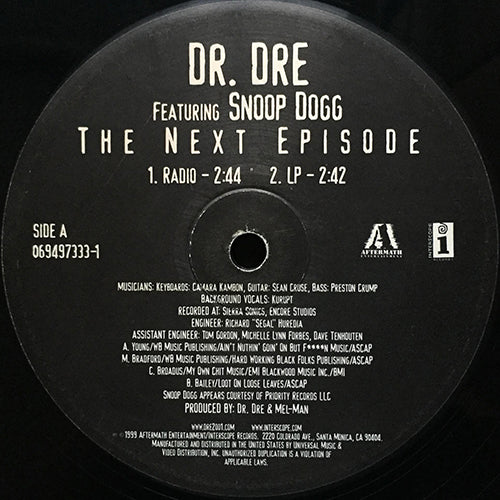 DR. DRE
FEATURING SNOOP DOGG
THE NEXT EPISODE
1. RADIO - 2:44 2. LP - 2:42
SIDE A
069497333-1
AFTERMATH
ENTERTAINMENT
INTERSCOPE
RECORDS
MUSICIANS: KEYBOARDS: CAMARA KAMBON, GUITAR: SEAN CRUSE, BASS: PRESTON CRUMP
BACKGROUND VOCALS: KURUPT
RECORDED AT: SIERRA SONICS, ENCORE STUDIOS
ENGINEER: RICHARD "SEGAL" HUREDIA
ASSISTANT ENGINEER: TOM GORDON, MICHELLE LYNN FORBES, DAVE TENHOUTEN
A. YOUNG/WB MUSIC PUBLISHING/AIN'T NUTHIN' GOIN' ON BUT F****N MUSIC/ASCAP
M. BRADFORD/WB MUSIC PUBLISHING/HARD WORKING BLACK FOLKS PUBLISHING/ASCAP
C. BROADUS/MY OWN CHIT MUSIC/EMI BLACKWOOD MUSIC INC./BMI
B. BAILEY/LOOT ON LOOSE LEAVES/ASCAP
SNOOP DOGG APPEARS COURTESY OF PRIORITY RECORDS LLC
PRODUCED BY: DR. DRE & MEL-MAN
WWW.DRE2001.COM WWW.INTERSCOPE.COM
©1999 AFTERMATH ENTERTAINMENT/INTERSCOPE RECORDS. 2220 COLORADO AVE., SANTA MONICA, CA 90404.
MANUFACTURED AND DISTRIBUTED IN THE UNITED STATES BY UNIVERSAL MUSIC &
VIDEO DISTRIBUTION, INC. UNAUTHORIZED DUPLICATION IS A VIOLATION OF
APPLICABLE LAWS.